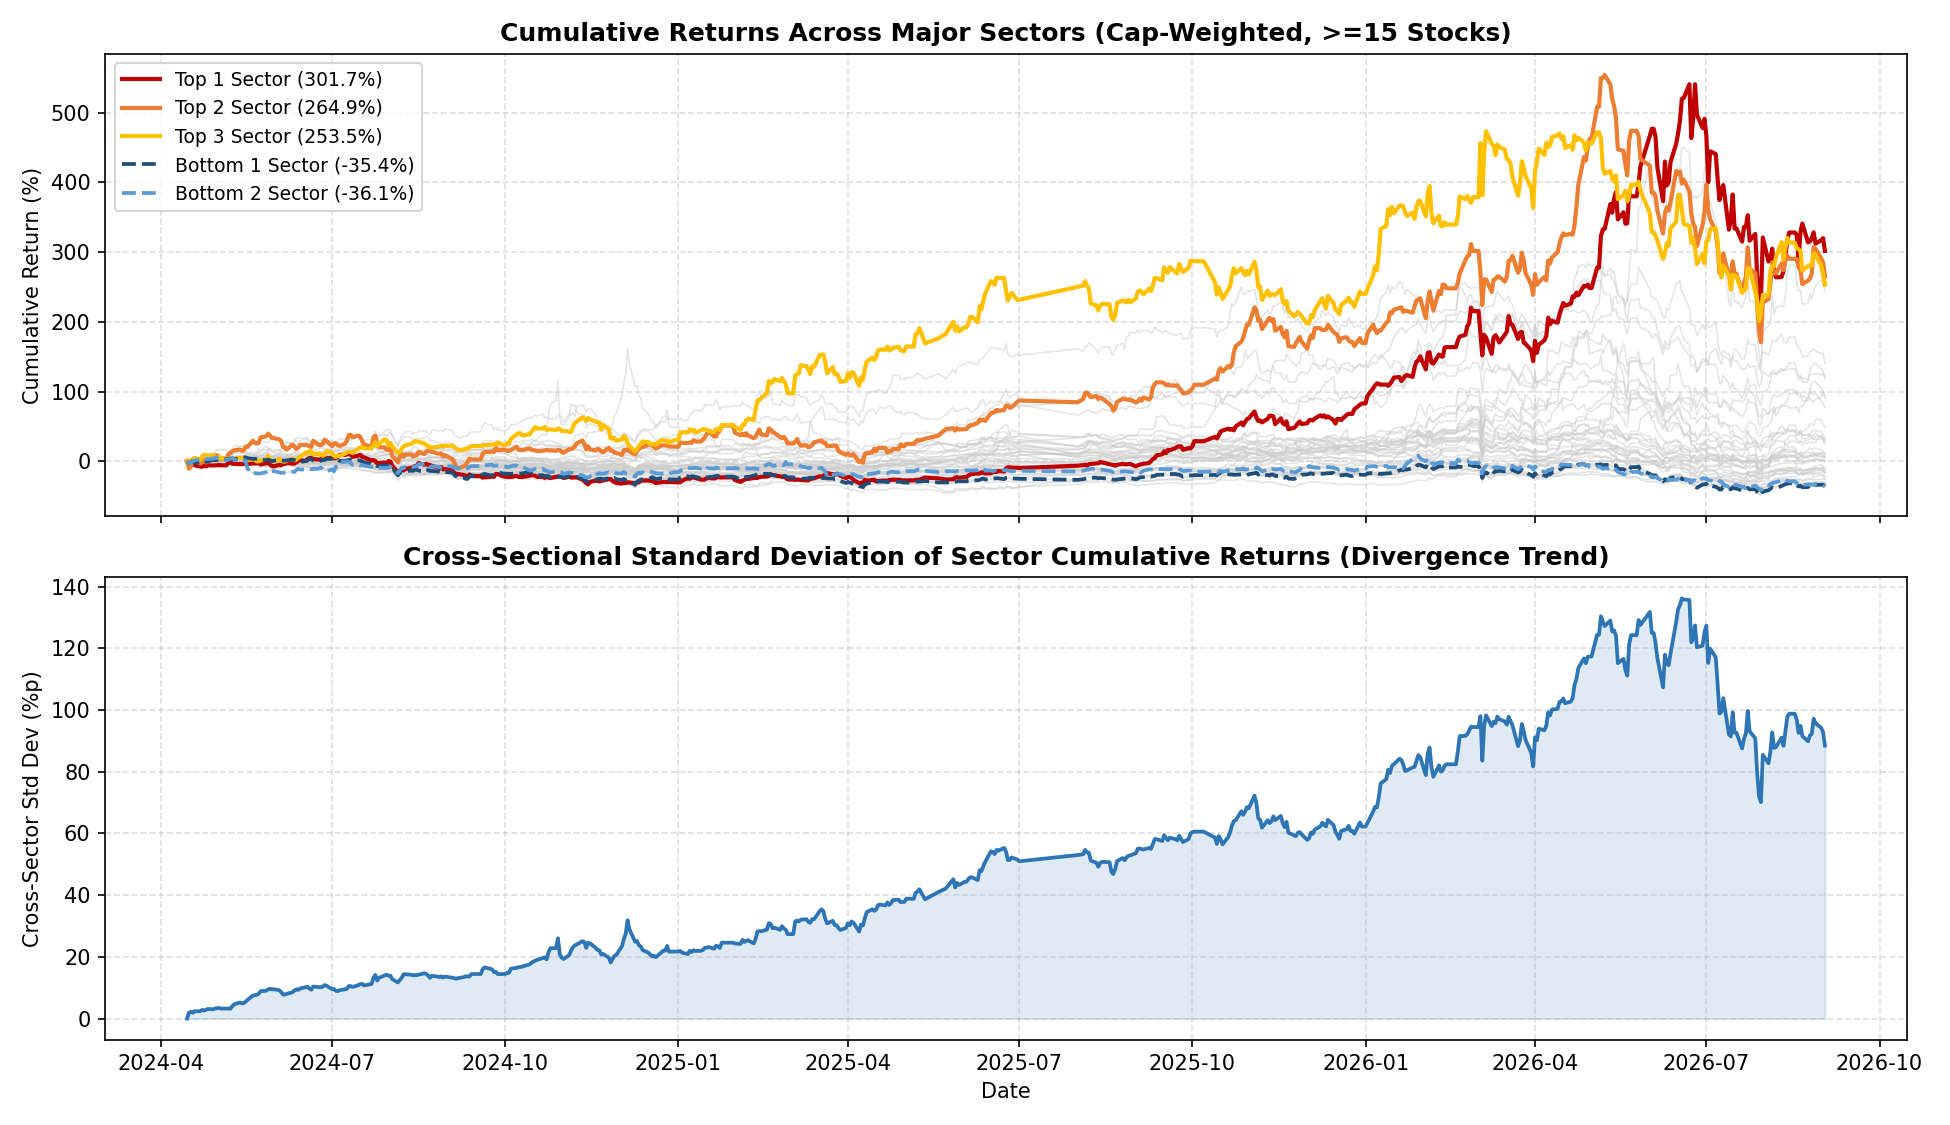 Cumulative Returns Across Major Sectors (Cap-Weighted, >=15 Stocks)
Top 1 Sector (301.7%)
Top 2 Sector (264.9%)
Top 3 Sector (253.5%)
Bottom 1 Sector (-35.4%)
Bottom 2 Sector (-36.1%)
Cumulative Return (%)
500
400
300
200
100
0
Cross-Sectional Standard Deviation of Sector Cumulative Returns (Divergence Trend)
Cross-Sector Std Dev (%p)
140
120
100
80
60
40
20
0
2024-04 2024-07 2024-10 2025-01 2025-04 2025-07 2025-10 2026-01 2026-04 2026-07 2026-10
Date